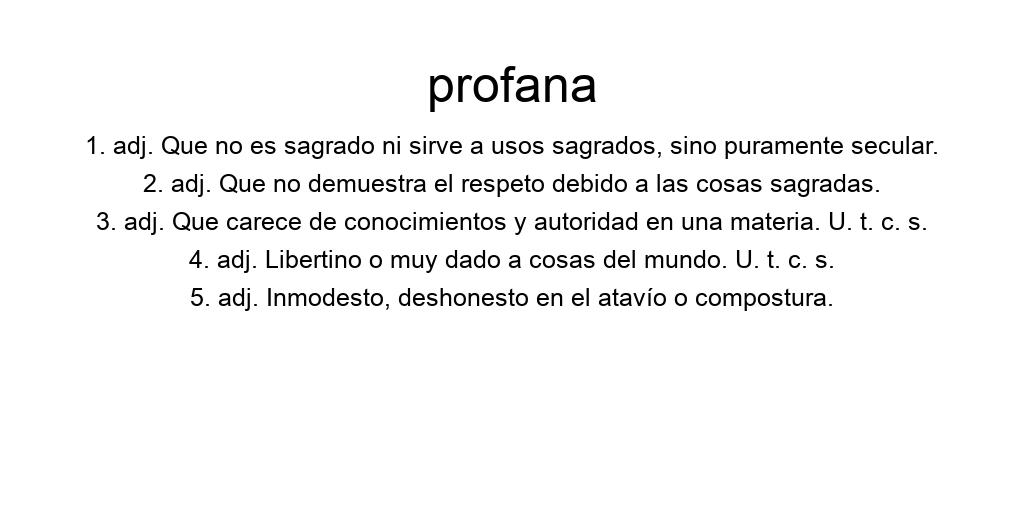 profana
1. adj. Que no es sagrado ni sirve a usos sagrados, sino puramente secular.
2. adj. Que no demuestra el respeto debido a las cosas sagradas.
3. adj. Que carece de conocimientos y autoridad en una materia. U. t. c. s.
4. adj. Libertino o muy dado a cosas del mundo. U. t. c. s.
5. adj. Inmodesto, deshonesto en el atavío o compostura.